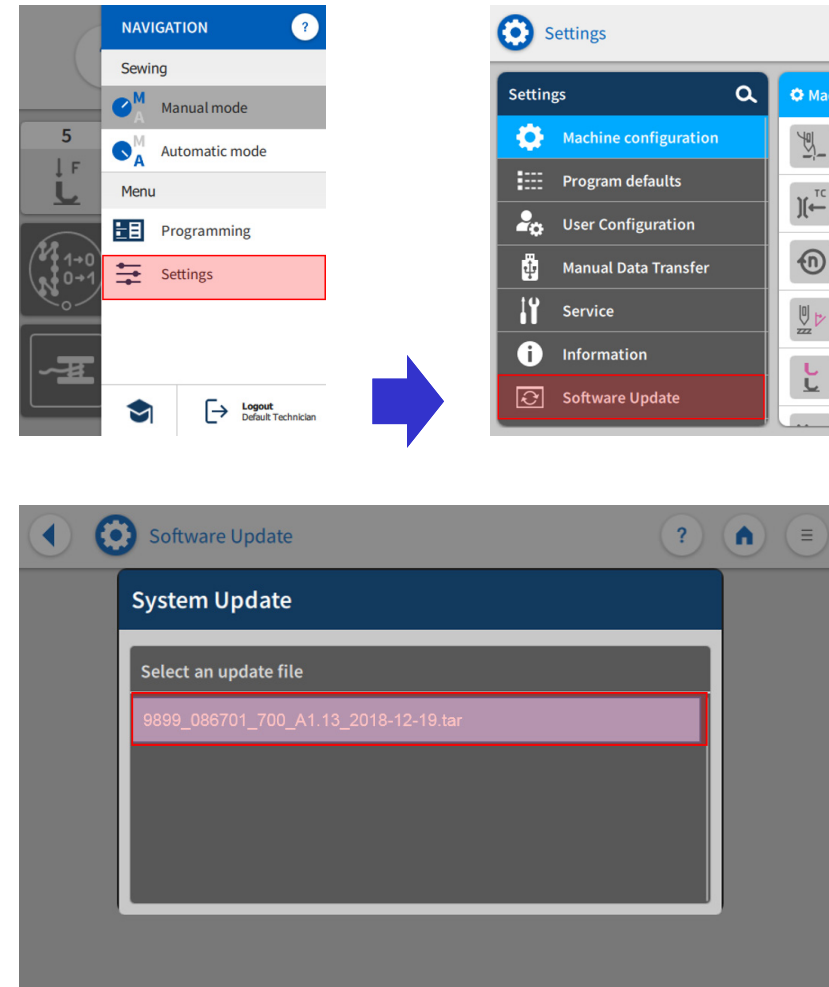 NAVIGATION ?
Sewing
M
A
Manual mode
M
A
Automatic mode
Menu
Programming
Settings
Logout
Default Technician
5
F
1→0
0→1
Settings
Settings
Machine configuration
Program defaults
User Configuration
Manual Data Transfer
Service
Information
Software Update
Ma
TC
n
zzz
Software Update ?
System Update
Select an update file
9899_086701_700_A1.13_2018-12-19.tar